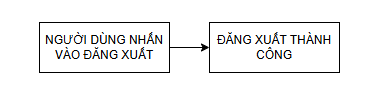 NGƯỜI DÙNG NHẤN
VÀO ĐĂNG XUẤT
ĐĂNG XUẤT THÀNH
CÔNG